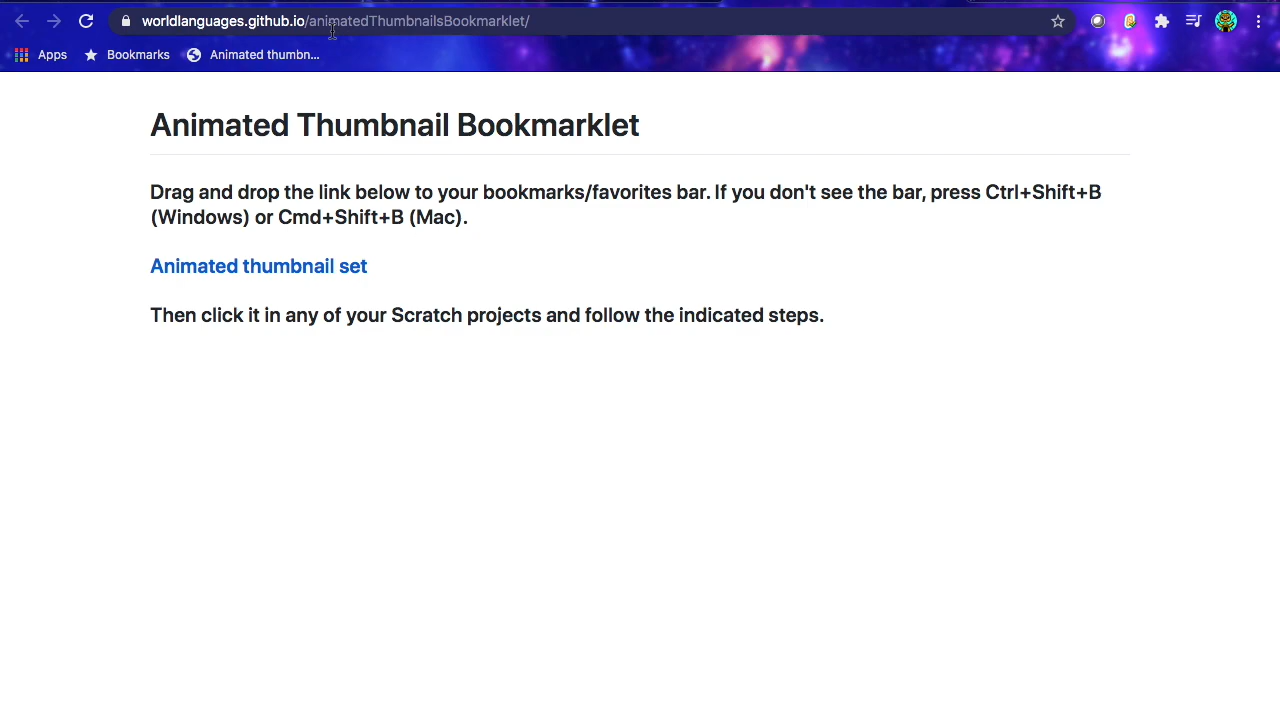 worldlanguages.github.io/animatedThumbnailsBookmarklet/
Apps Bookmarks Animated thumbn...
Animated Thumbnail Bookmarklet
Drag and drop the link below to your bookmarks/favorites bar. If you don't see the bar, press Ctrl+Shift+B
(Windows) or Cmd+Shift+B (Mac).
Animated thumbnail set
Then click it in any of your Scratch projects and follow the indicated steps.